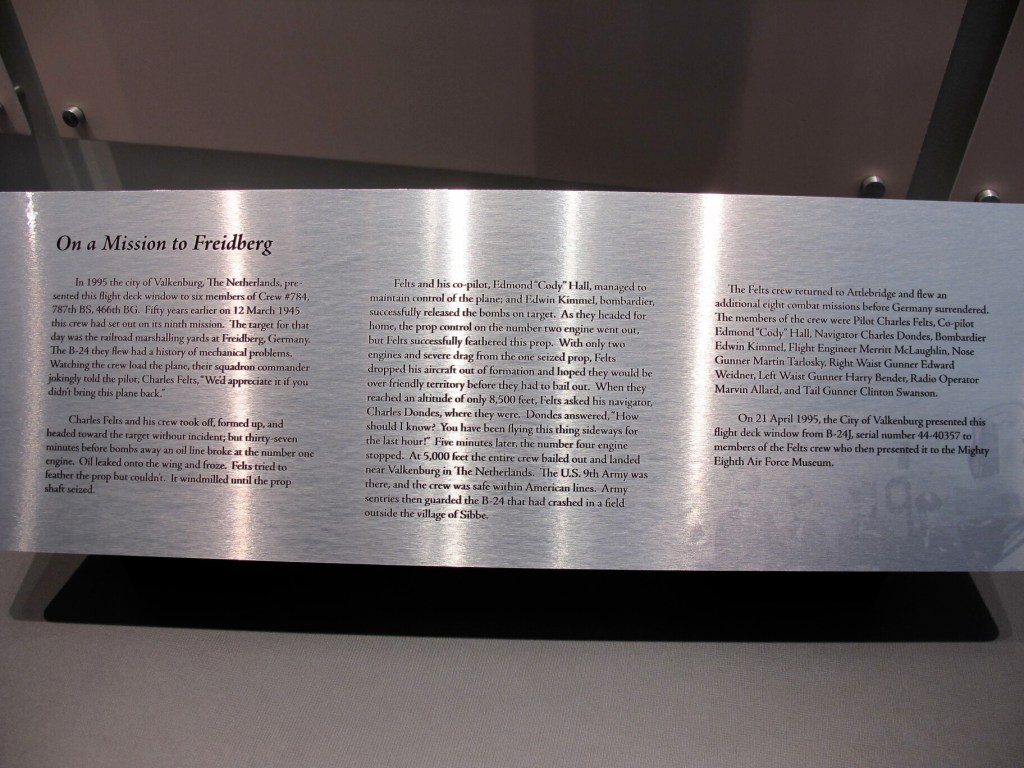 On a Mission to Freidberg
In 1995 the city of Valkenburg, The Netherlands, pre-
sented this flight deck window to six members of Crew #784,
787th BS, 466th BG. Fifty years earlier on 12 March 1945
this crew had set out on its ninth mission. The target for that
day was the railroad marshalling yards at Freidberg, Germany.
The B-24 they flew had a history of mechanical problems.
Watching the crew load the plane, their squadron commander
jokingly told the pilot, Charles Felts, "We'd appreciate it if you
didn't bring this plane back."
Charles Felts and his crew took off, formed up, and
headed toward the target without incident; but thirty-seven
minutes before bombs away an oil line broke at the number one
engine. Oil leaked onto the wing and froze. Felts tried to
feather the prop but couldn't. It windmilled until the prop
shaft seized.
Felts and his co-pilot, Edmond "Cody" Hall, managed to
maintain control of the plane; and Edwin Kimmel, bombardier,
successfully released the bombs on target. As they headed for
home, the prop control on the number two engine went out,
but Felts successfully feathered this prop. With only two
engines and severe drag from the one seized prop, Felts
dropped his aircraft out of formation and hoped they would be
over friendly territory before they had to bail out. When they
reached an altitude of only 8,500 feet, Felts asked his navigator,
Charles Dondes, where they were. Dondes answered, "How
should I know? You have been flying this thing sideways for
the last hour!" Five minutes later, the number four engine
stopped. At 5,000 feet the entire crew bailed out and landed
near Valkenburg in The Netherlands. The U.S. 9th Army was
there, and the crew was safe within American lines. Army
sentries then guarded the B-24 that had crashed in a field
outside the village of Sibbe.
The Felts crew returned to Attlebridge and flew an
additional eight combat missions before Germany surrendered.
The members of the crew were Pilot Charles Felts, Co-pilot
Edmond "Cody" Hall, Navigator Charles Dondes, Bombardier
Edwin Kimmel, Flight Engineer Merritt McLaughlin, Nose
Gunner Martin Tarlosky, Right Waist Gunner Edward
Weidner, Left Waist Gunner Harry Bender, Radio Operator
Marvin Allard, and Tail Gunner Clinton Swanson.
On 21 April 1995, the City of Valkenburg presented this
flight deck window from B-24J, serial number 44-40357 to
members of the Felts crew who then presented it to the Mighty
Eighth Air Force Museum.